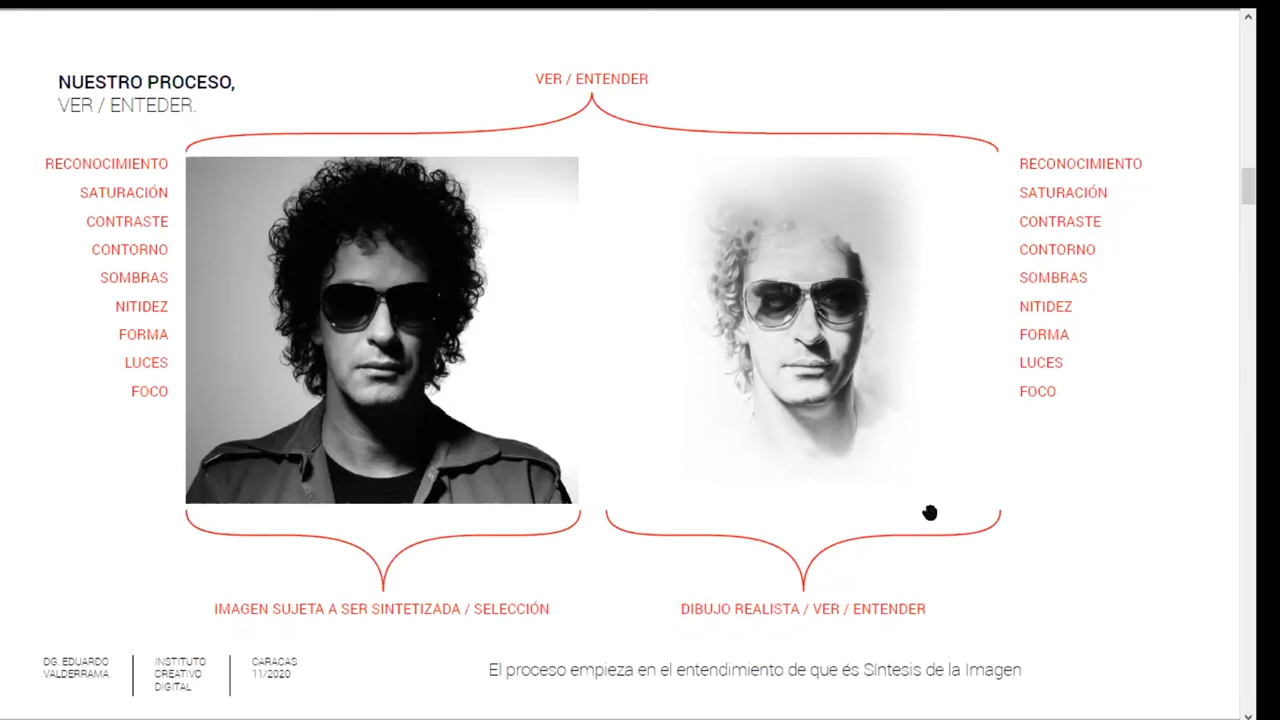 NUESTRO PROCESO,
VER / ENTEDER.
VER / ENTENDER
RECONOCIMIENTO
SATURACIÓN
CONTRASTE
CONTORNO
SOMBRAS
NITIDEZ
FORMA
LUCES
FOCO
RECONOCIMIENTO
SATURACIÓN
CONTRASTE
CONTORNO
SOMBRAS
NITIDEZ
FORMA
LUCES
FOCO
IMAGEN SUJETA A SER SINTETIZADA / SELECCIÓN
DIBUJO REALISTA / VER / ENTENDER
DG. EDUARDO
VALDERRAMA
INSTITUTO
CREATIVO
DIGITAL
CARACAS
11/2020
El proceso empieza en el entendimiento de que és Síntesis de la Imagen